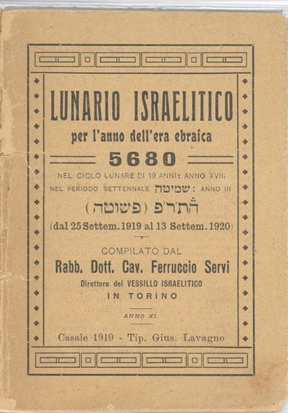 LUNARIO ISRAELITICO
per l'anno dell'era ebraica
5680
NEL CICLO LUNARE DI 19 ANNI: ANNO XVII.
NEL PERIODO SETTENNALE שמיטה: ANNO III
התר״פ (פשוטה)
(dal 25 Settem. 1919 al 13 Settem. 1920)
COMPILATO DAL
Rabb. Dott. Cav. Ferruccio Servi
Direttore del VESSILLO ISRAELITICO
IN TORINO
ANNO XI.
Casale 1919 - Tip. Gius. Lavagno